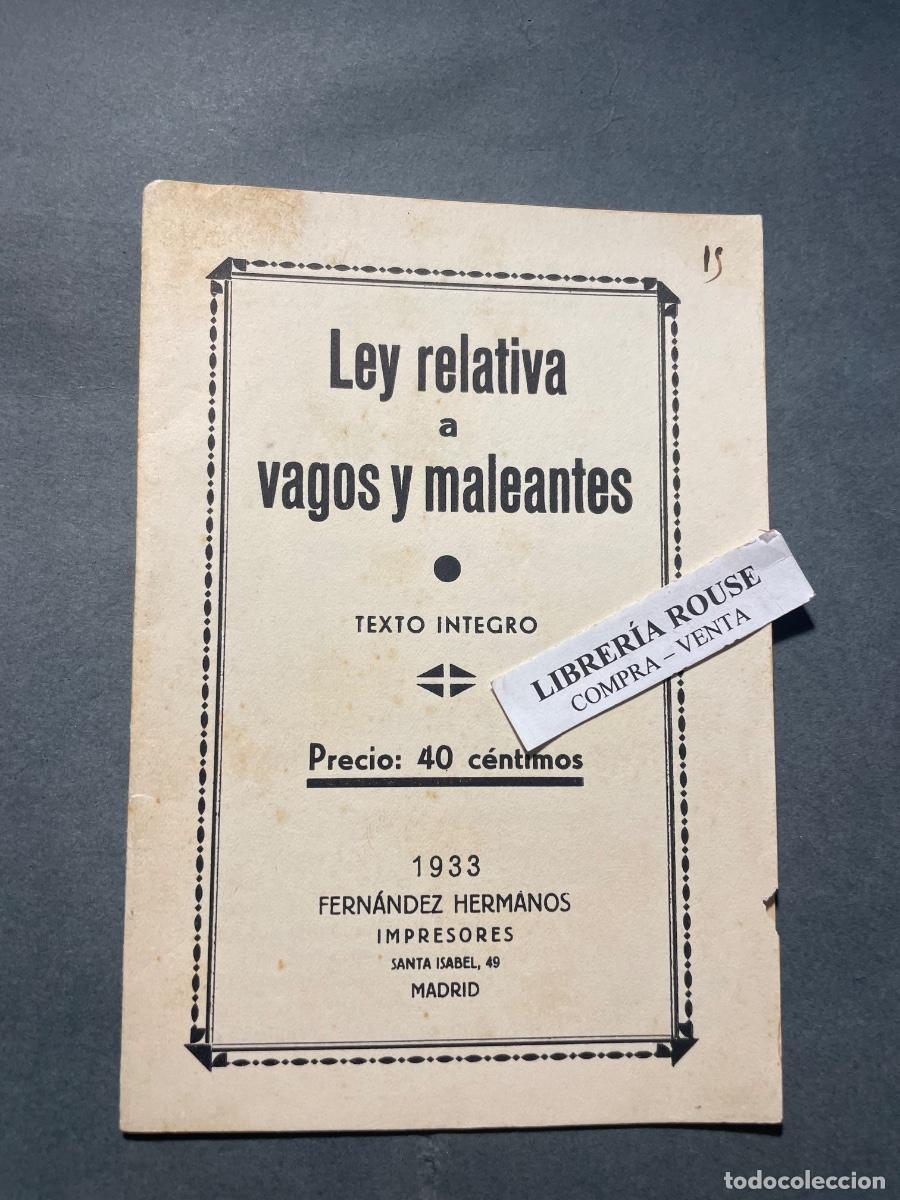 15
Ley relativa
a
vagos y maleantes
TEXTO INTEGRO
LIBRERÍA ROUSE
COMPRA – VENTA
Precio: 40 céntimos
1933
FERNÁNDEZ HERMANOS
IMPRESORES
SANTA ISABEL, 49
MADRID
todocoleccion